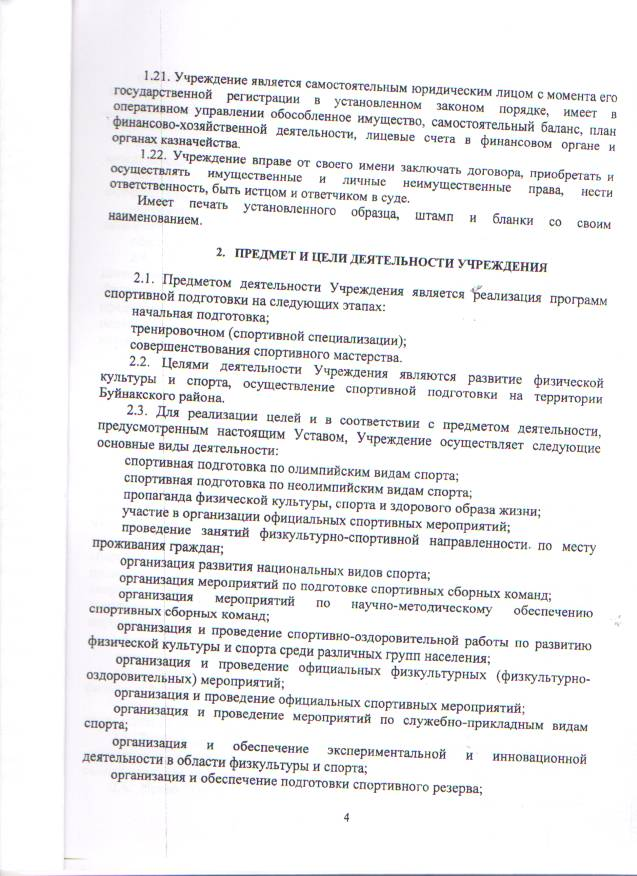 1.21. Учреждение является самостоятельным юридическим лицом с момента его
государственной регистрации в установленном законом порядке, имеет в
оперативном управлении обособленное имущество, самостоятельный баланс, план
финансово-хозяйственной деятельности, лицевые счета в финансовом органе и
органах казначейства.
1.22. Учреждение вправе от своего имени заключать договора, приобретать и
осуществлять имущественные и личные неимущественные права, нести
ответственность, быть истцом и ответчиком в суде.
Имеет печать установленного образца, штамп и бланки со своим
наименованием.
2. ПРЕДМЕТ И ЦЕЛИ ДЕЯТЕЛЬНОСТИ УЧРЕЖДЕНИЯ
2.1. Предметом деятельности Учреждения является реализация программ
спортивной подготовки на следующих этапах:
начальная подготовка;
тренировочном (спортивной специализации);
совершенствования спортивного мастерства.
2.2. Целями деятельности Учреждения являются развитие физической
культуры и спорта, осуществление спортивной подготовки на территории
Буйнакского района.
2.3. Для реализации целей и в соответствии с предметом деятельности,
предусмотренным настоящим Уставом, Учреждение осуществляет следующие
основные виды деятельности:
спортивная подготовка по олимпийским видам спорта;
спортивная подготовка по неолимпийским видам спорта;
пропаганда физической культуры, спорта и здорового образа жизни;
участие в организации официальных спортивных мероприятий;
проведение занятий физкультурно-спортивной направленности по месту
проживания граждан;
организация развития национальных видов спорта;
организация мероприятий по подготовке спортивных сборных команд;
организация мероприятий по научно-методическому обеспечению
спортивных сборных команд;
организация и проведение спортивно-оздоровительной работы по развитию
физической культуры и спорта среди различных групп населения;
организация и проведение официальных физкультурных (физкультурно-
оздоровительных) мероприятий;
организация и проведение официальных спортивных мероприятий;
организация и проведение мероприятий по служебно-прикладным видам
спорта;
организация и обеспечение экспериментальной и инновационной
деятельности в области физкультуры и спорта;
организация и обеспечение подготовки спортивного резерва;
4